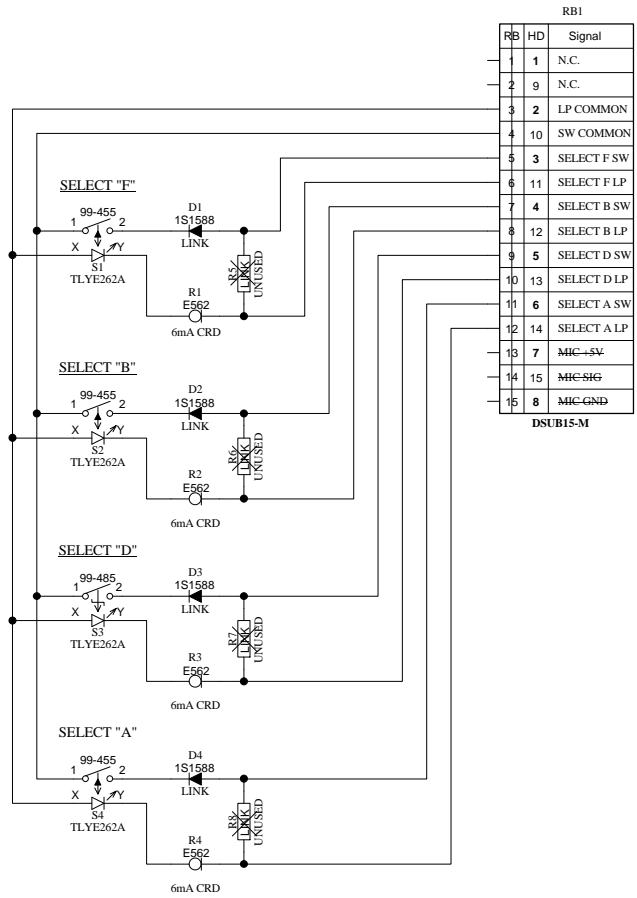 RB1
RB HD Signal
1 1 N.C.
2 9 N.C.
3 2 LP COMMON
4 10 SW COMMON
5 3 SELECT F SW
6 11 SELECT F LP
7 4 SELECT B SW
8 12 SELECT B LP
9 5 SELECT D SW
10 13 SELECT D LP
11 6 SELECT A SW
12 14 SELECT A LP
13 7 MIC +5V
14 15 MIC SIG
15 8 MIC GND
DSUB15-M
SELECT "F"
99-455
1 2
X Y
S1
TLYE262A
D1
1S1588
LINK
R5
LINK
UNUSED
R1
E562
6mA CRD
SELECT "B"
99-455
1 2
X Y
S2
TLYE262A
D2
1S1588
LINK
R6
LINK
UNUSED
R2
E562
6mA CRD
SELECT "D"
99-485
1 2
X Y
S3
TLYE262A
D3
1S1588
LINK
R7
LINK
UNUSED
R3
E562
6mA CRD
SELECT "A"
99-455
1 2
X Y
S4
TLYE262A
D4
1S1588
LINK
R8
LINK
UNUSED
R4
E562
6mA CRD